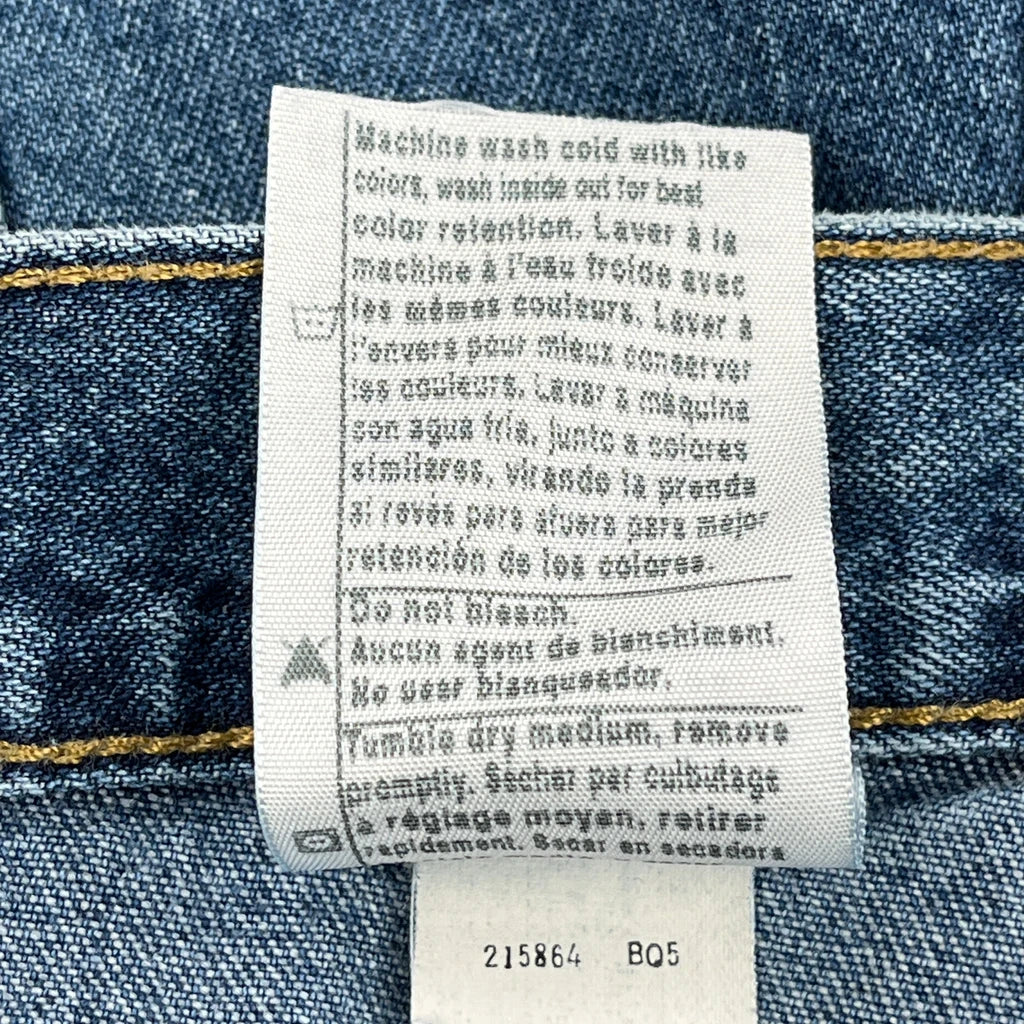 Machine wash cold with like
colors, wash inside out for best
color retention. Laver à la
machine à l'eau froide avec
les mêmes couleurs. Laver à
l'envers pour mieux conserver
les couleurs. Lavar a máquina
con agua fría, junto a colores
similares, virando la prenda
al revés para afuera para mejor
retención de los colores.
Do not bleach.
Aucun agent de blanchiment.
No usar blanqueador.
Tumble dry medium, remove
promptly. Sécher par culbutage
à réglage moyen, retirer
rapidement. Secar en secadora
215864 BQ5